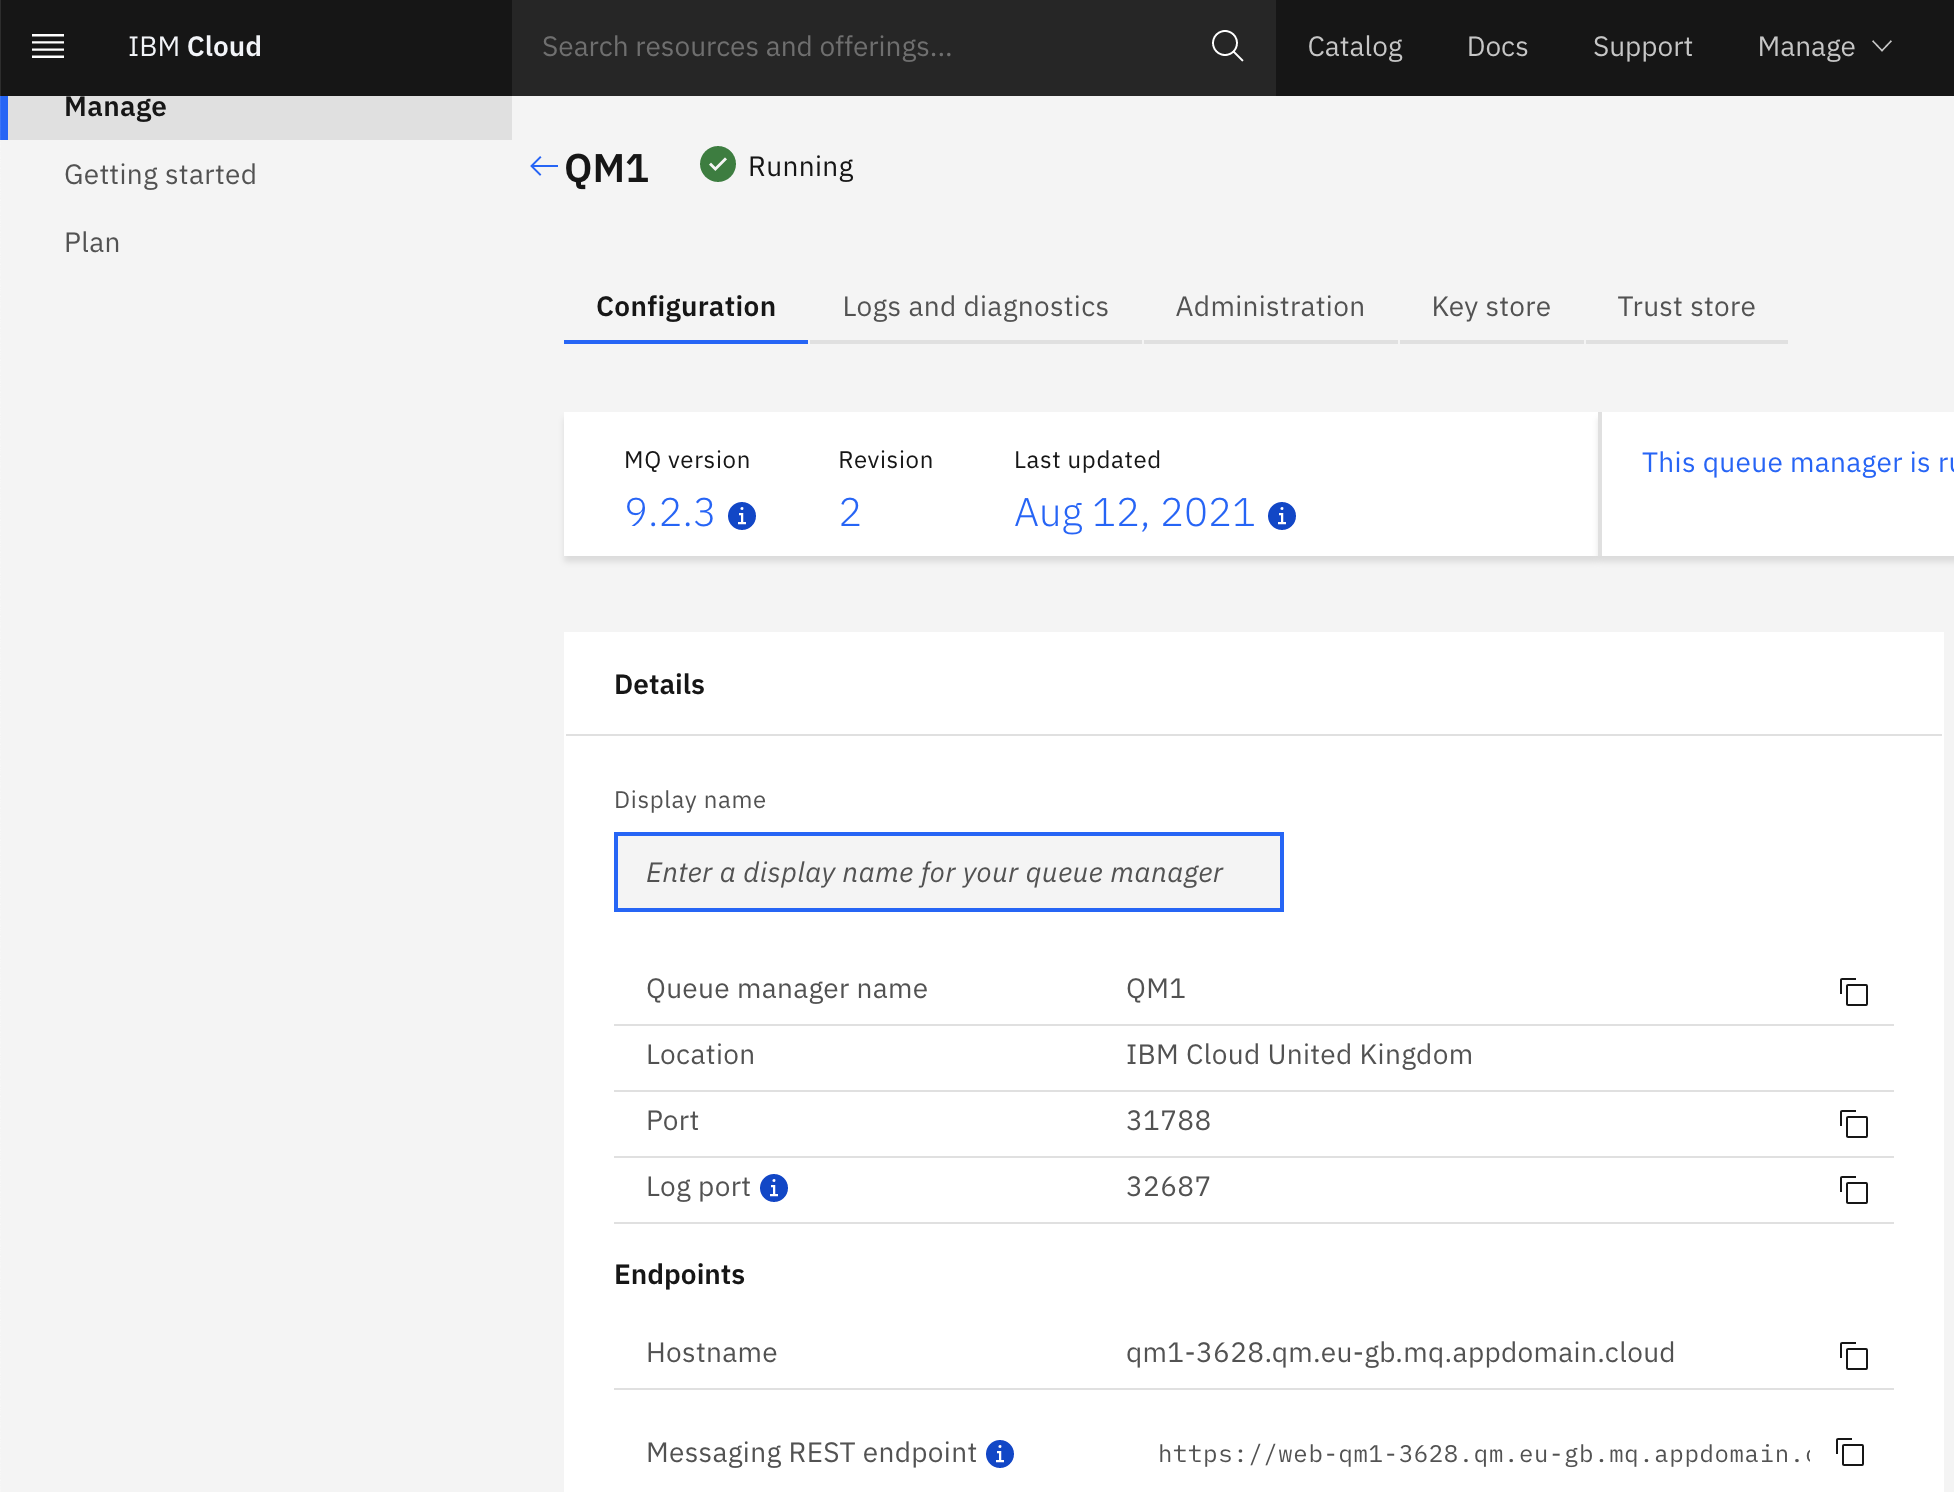 IBM Cloud
Search resources and offerings...
Catalog
Docs
Support
Manage
Manage
Getting started
Plan
QM1
Running
Configuration
Logs and diagnostics
Administration
Key store
Trust store
MQ version
Revision
Last updated
9.2.3
2
Aug 12, 2021
This queue manager is
Details
Display name
Enter a display name for your queue manager
Queue manager name QM1
Location IBM Cloud United Kingdom
Port 31788
Log port 32687
Endpoints
Hostname qm1-3628.qm.eu-gb.mq.appdomain.cloud
Messaging REST endpoint https://web-qm1-3628.qm.eu-gb.mq.appdomain.